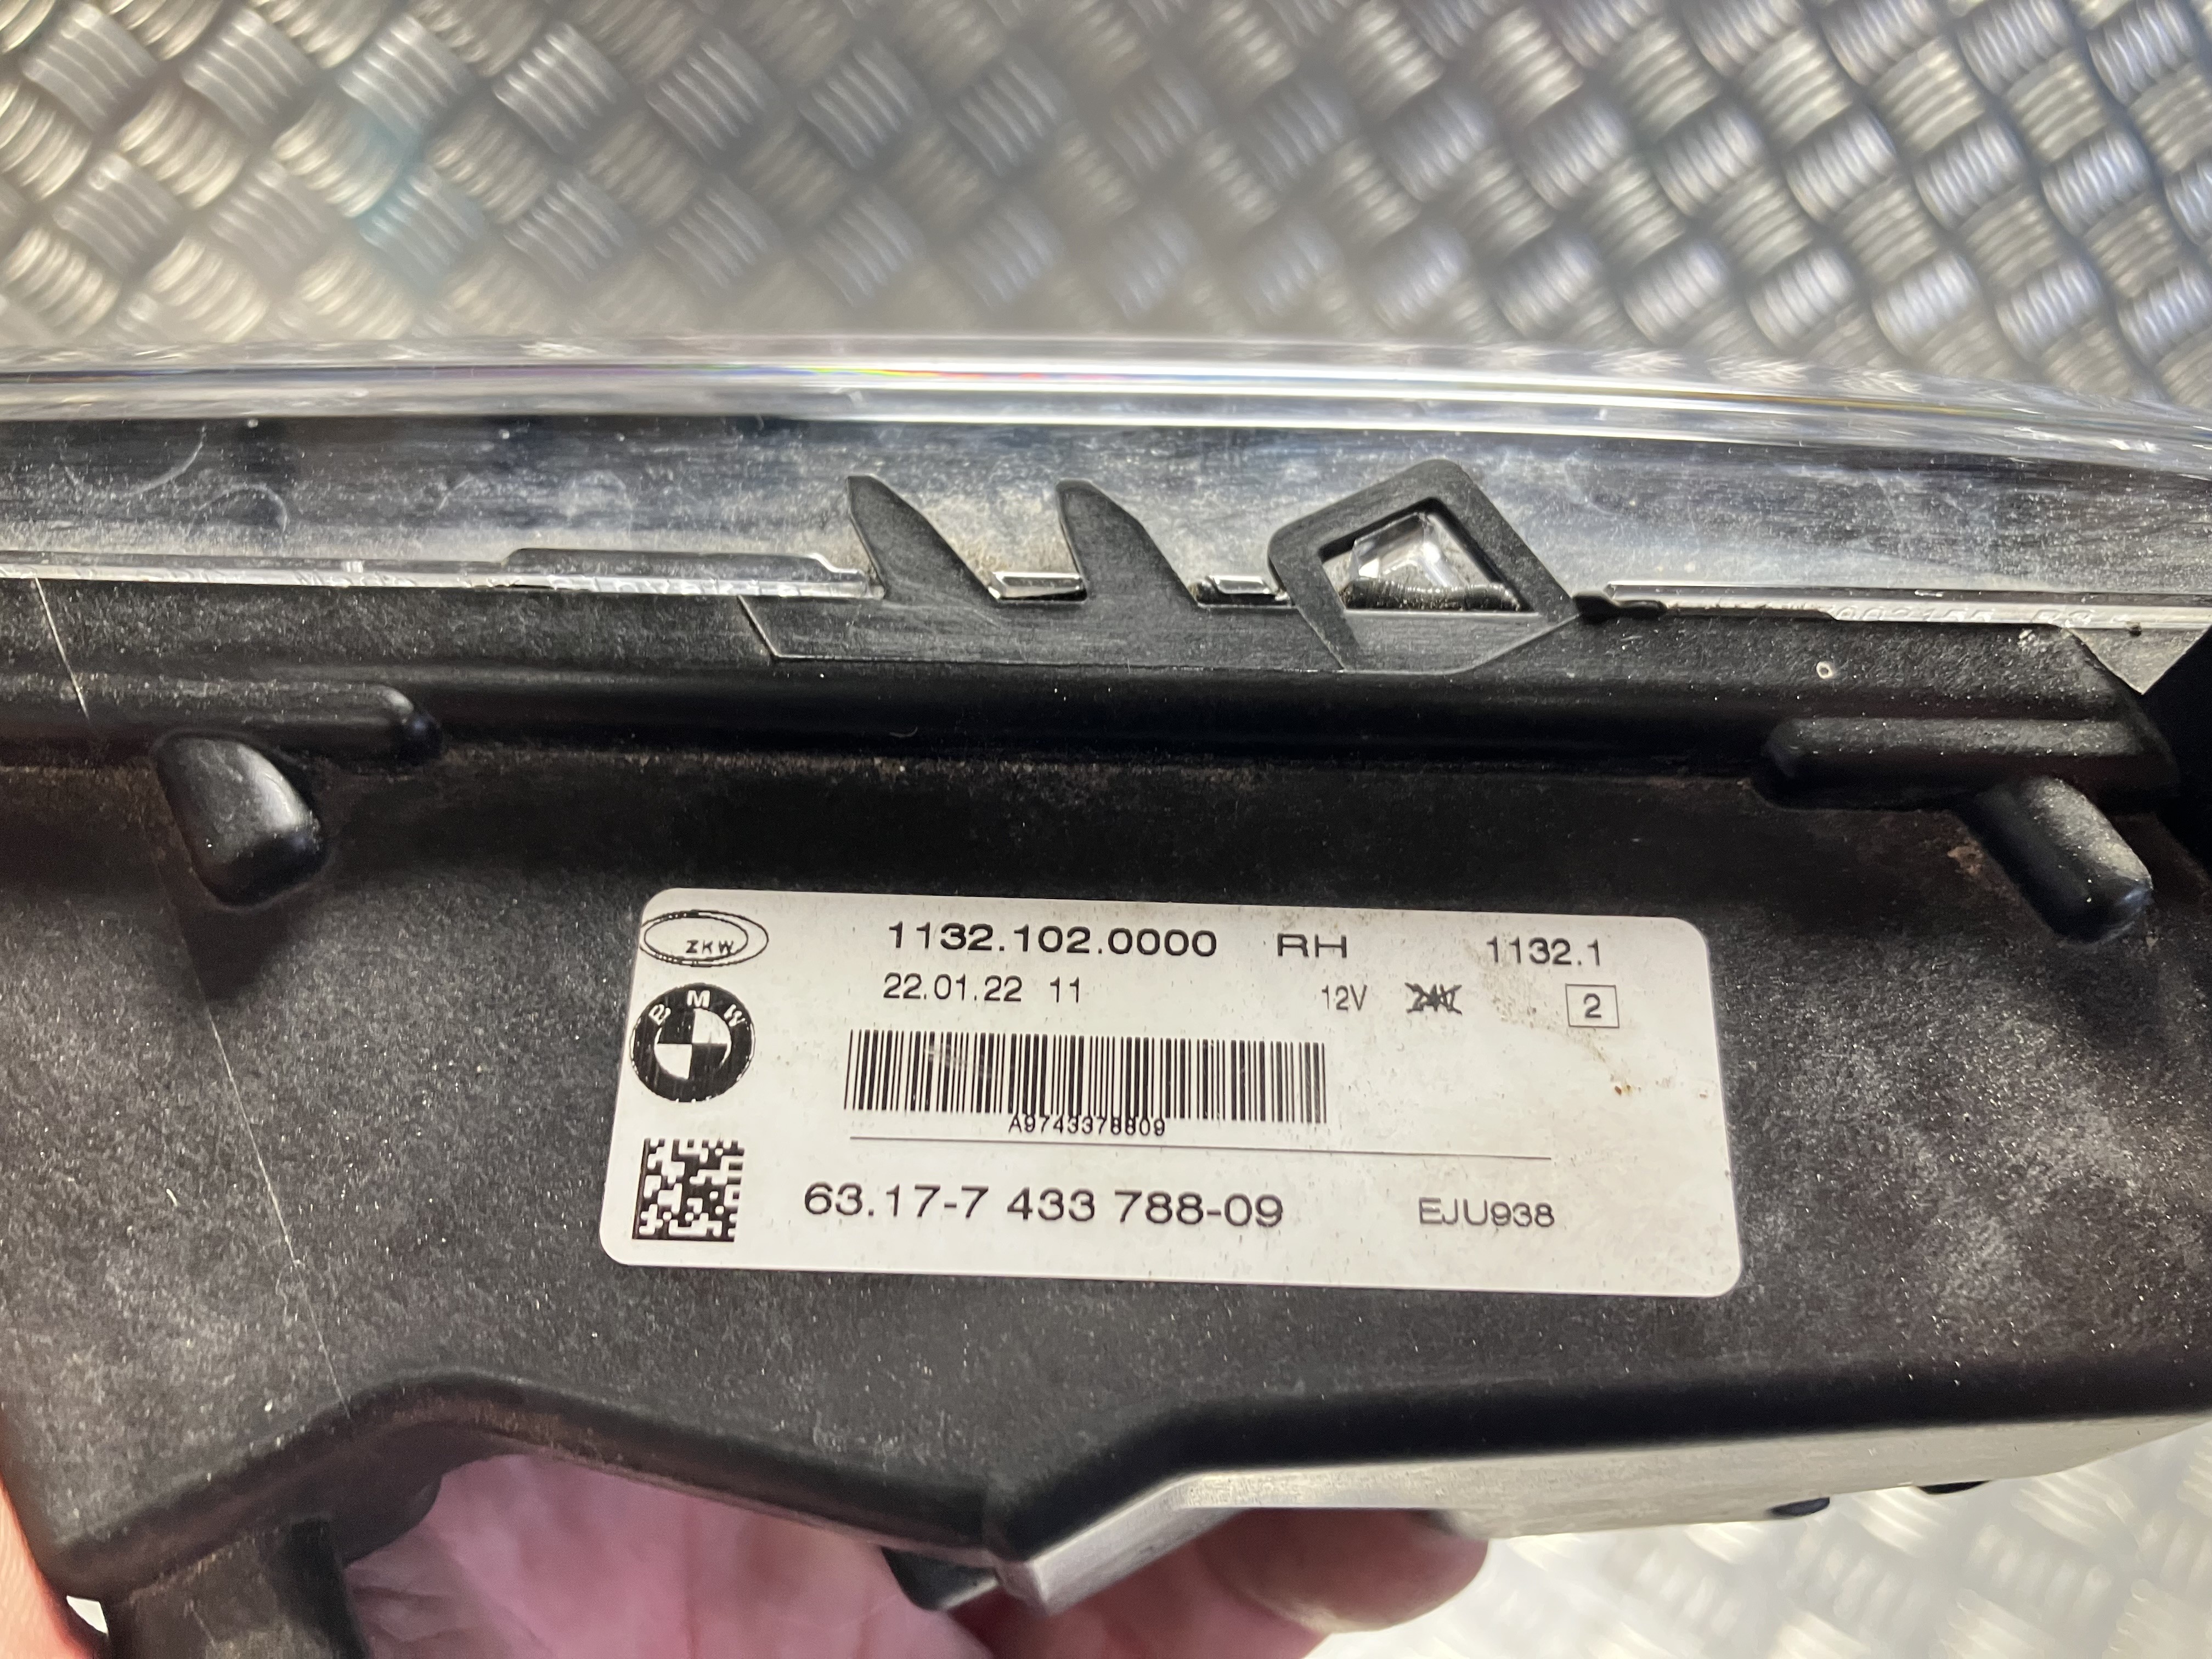 ZKW
1132.102.0000 RH 1132.1
22.01.22 11 12V 2
BMW
A9743378809
63.17-7 433 788-09 EJU938